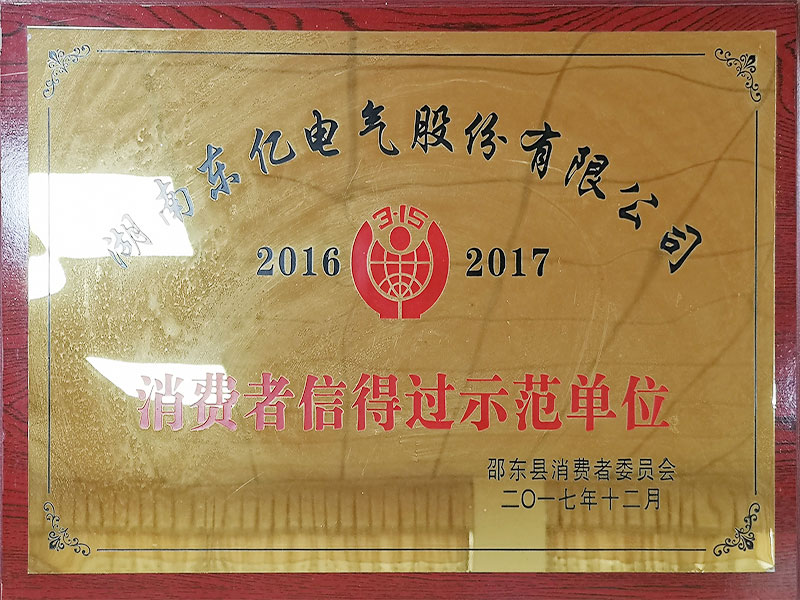 湖南东亿电气股份有限公司
3·15
2016 2017
消费者信得过示范单位
邵东县消费者委员会
二〇一七年十二月